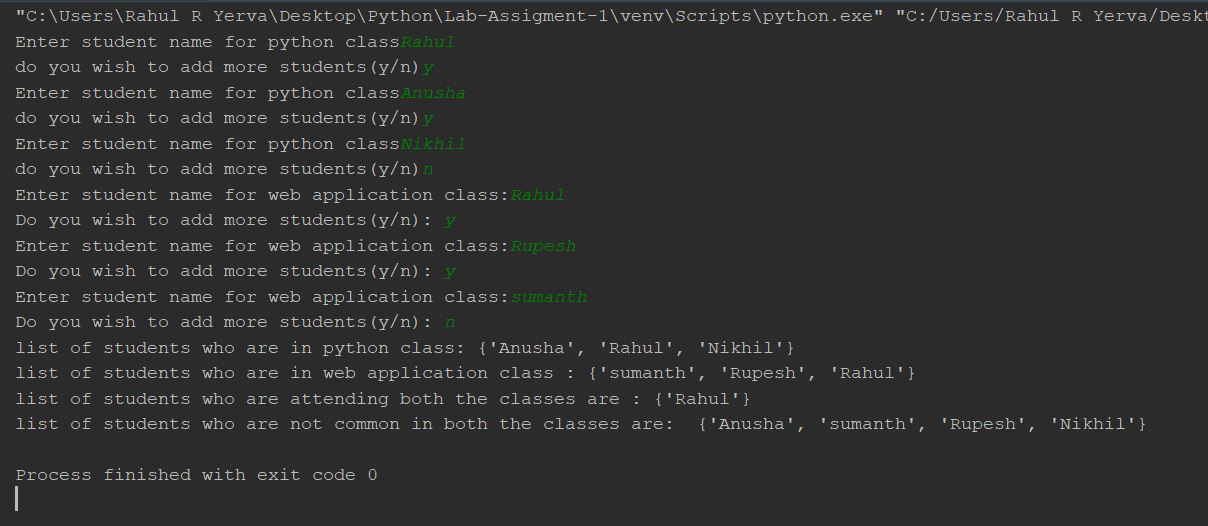 "C:\Users\Rahul R Yerva\Desktop\Python\Lab-Assigment-1\venv\Scripts\python.exe" "C:/Users/Rahul R Yerva/Deskt
Enter student name for python classRahul
do you wish to add more students(y/n)y
Enter student name for python classAnusha
do you wish to add more students(y/n)y
Enter student name for python classNikhil
do you wish to add more students(y/n)n
Enter student name for web application class:Rahul
Do you wish to add more students(y/n): y
Enter student name for web application class:Rupesh
Do you wish to add more students(y/n): y
Enter student name for web application class:sumanth
Do you wish to add more students(y/n): n
list of students who are in python class: {'Anusha', 'Rahul', 'Nikhil'}
list of students who are in web application class : {'sumanth', 'Rupesh', 'Rahul'}
list of students who are attending both the classes are : {'Rahul'}
list of students who are not common in both the classes are:  {'Anusha', 'sumanth', 'Rupesh', 'Nikhil'}
Process finished with exit code 0